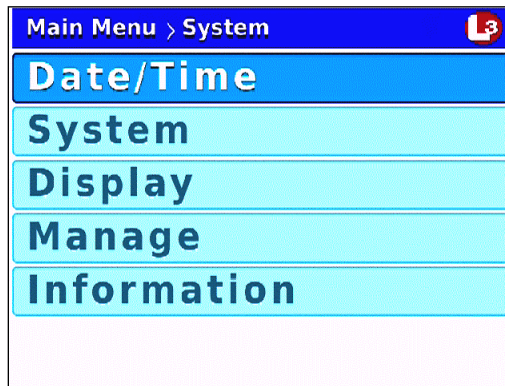 Main Menu > System L3
Date/Time
System
Display
Manage
Information